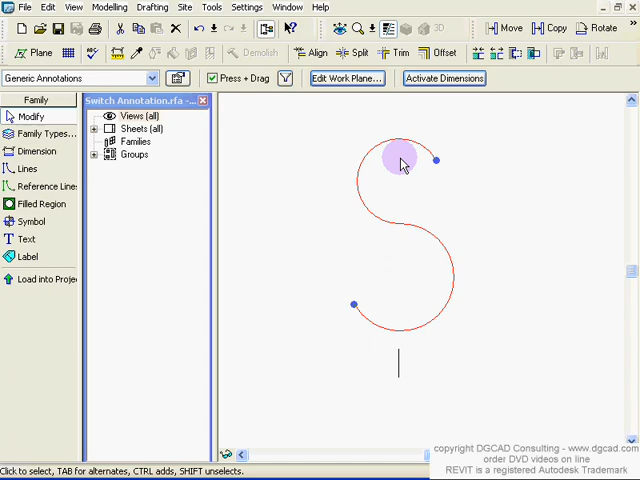 File Edit View Modelling Drafting Site Tools Settings Window Help
3D Move Copy Rotate
Plane Demolish Align Split Trim Offset
Generic Annotations Press + Drag Edit Work Plane... Activate Dimensions
Family
Modify
Family Types...
Dimension
Lines
Reference Lines
Filled Region
Symbol
Text
Label
Load into Projec
Switch Annotation.rfa -...
Views (all)
Sheets (all)
Families
Groups
S
Click to select, TAB for alternates, CTRL adds, SHIFT unselects.
copyright DGCAD Consulting - www.dgcad.com
order DVD videos on line
REVIT is a registered Autodesk Trademark